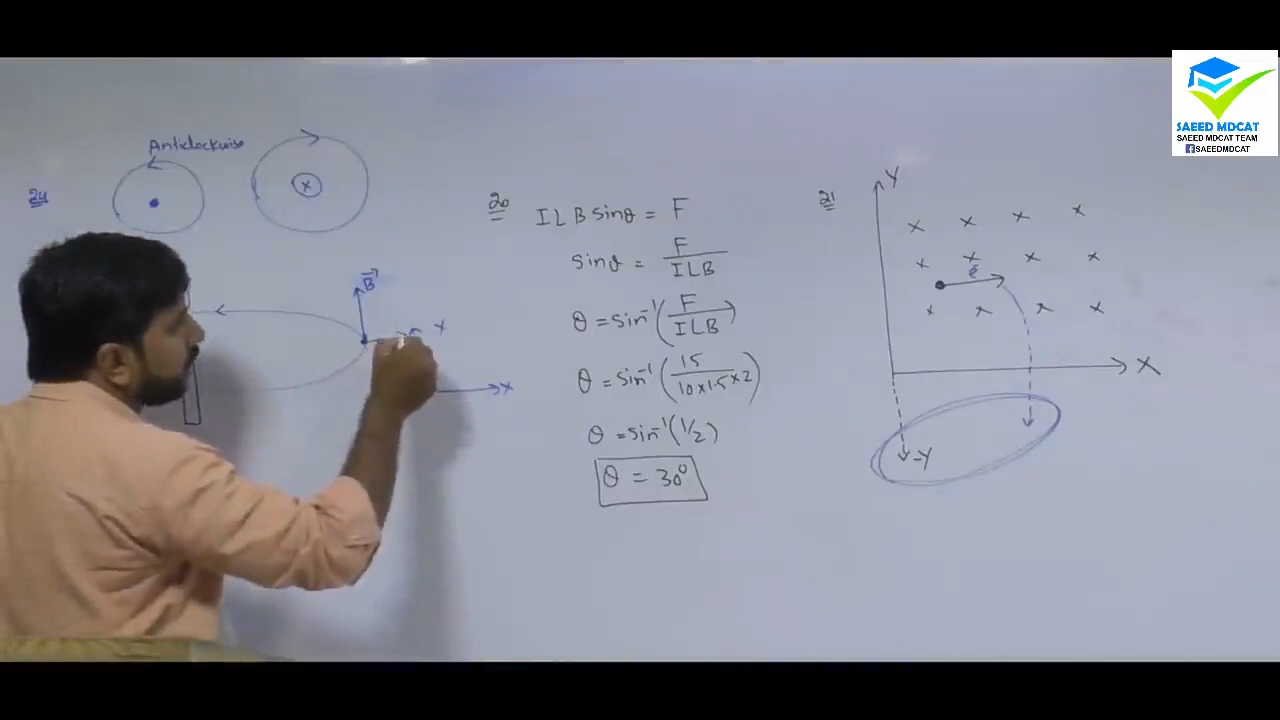 SAEED MDCAT
SAEED MDCAT TEAM
SAEEDMDCAT
24
Anticlockwise
x
B
x
X
20
ILB sinθ = F
sinθ = F/ILB
θ = sin⁻¹(F/ILB)
θ = sin⁻¹(15/10×1.5×2)
θ = sin⁻¹(1/2)
θ = 30°
21
Y
x x x x
x x x x
e
x x x x
X
-Y